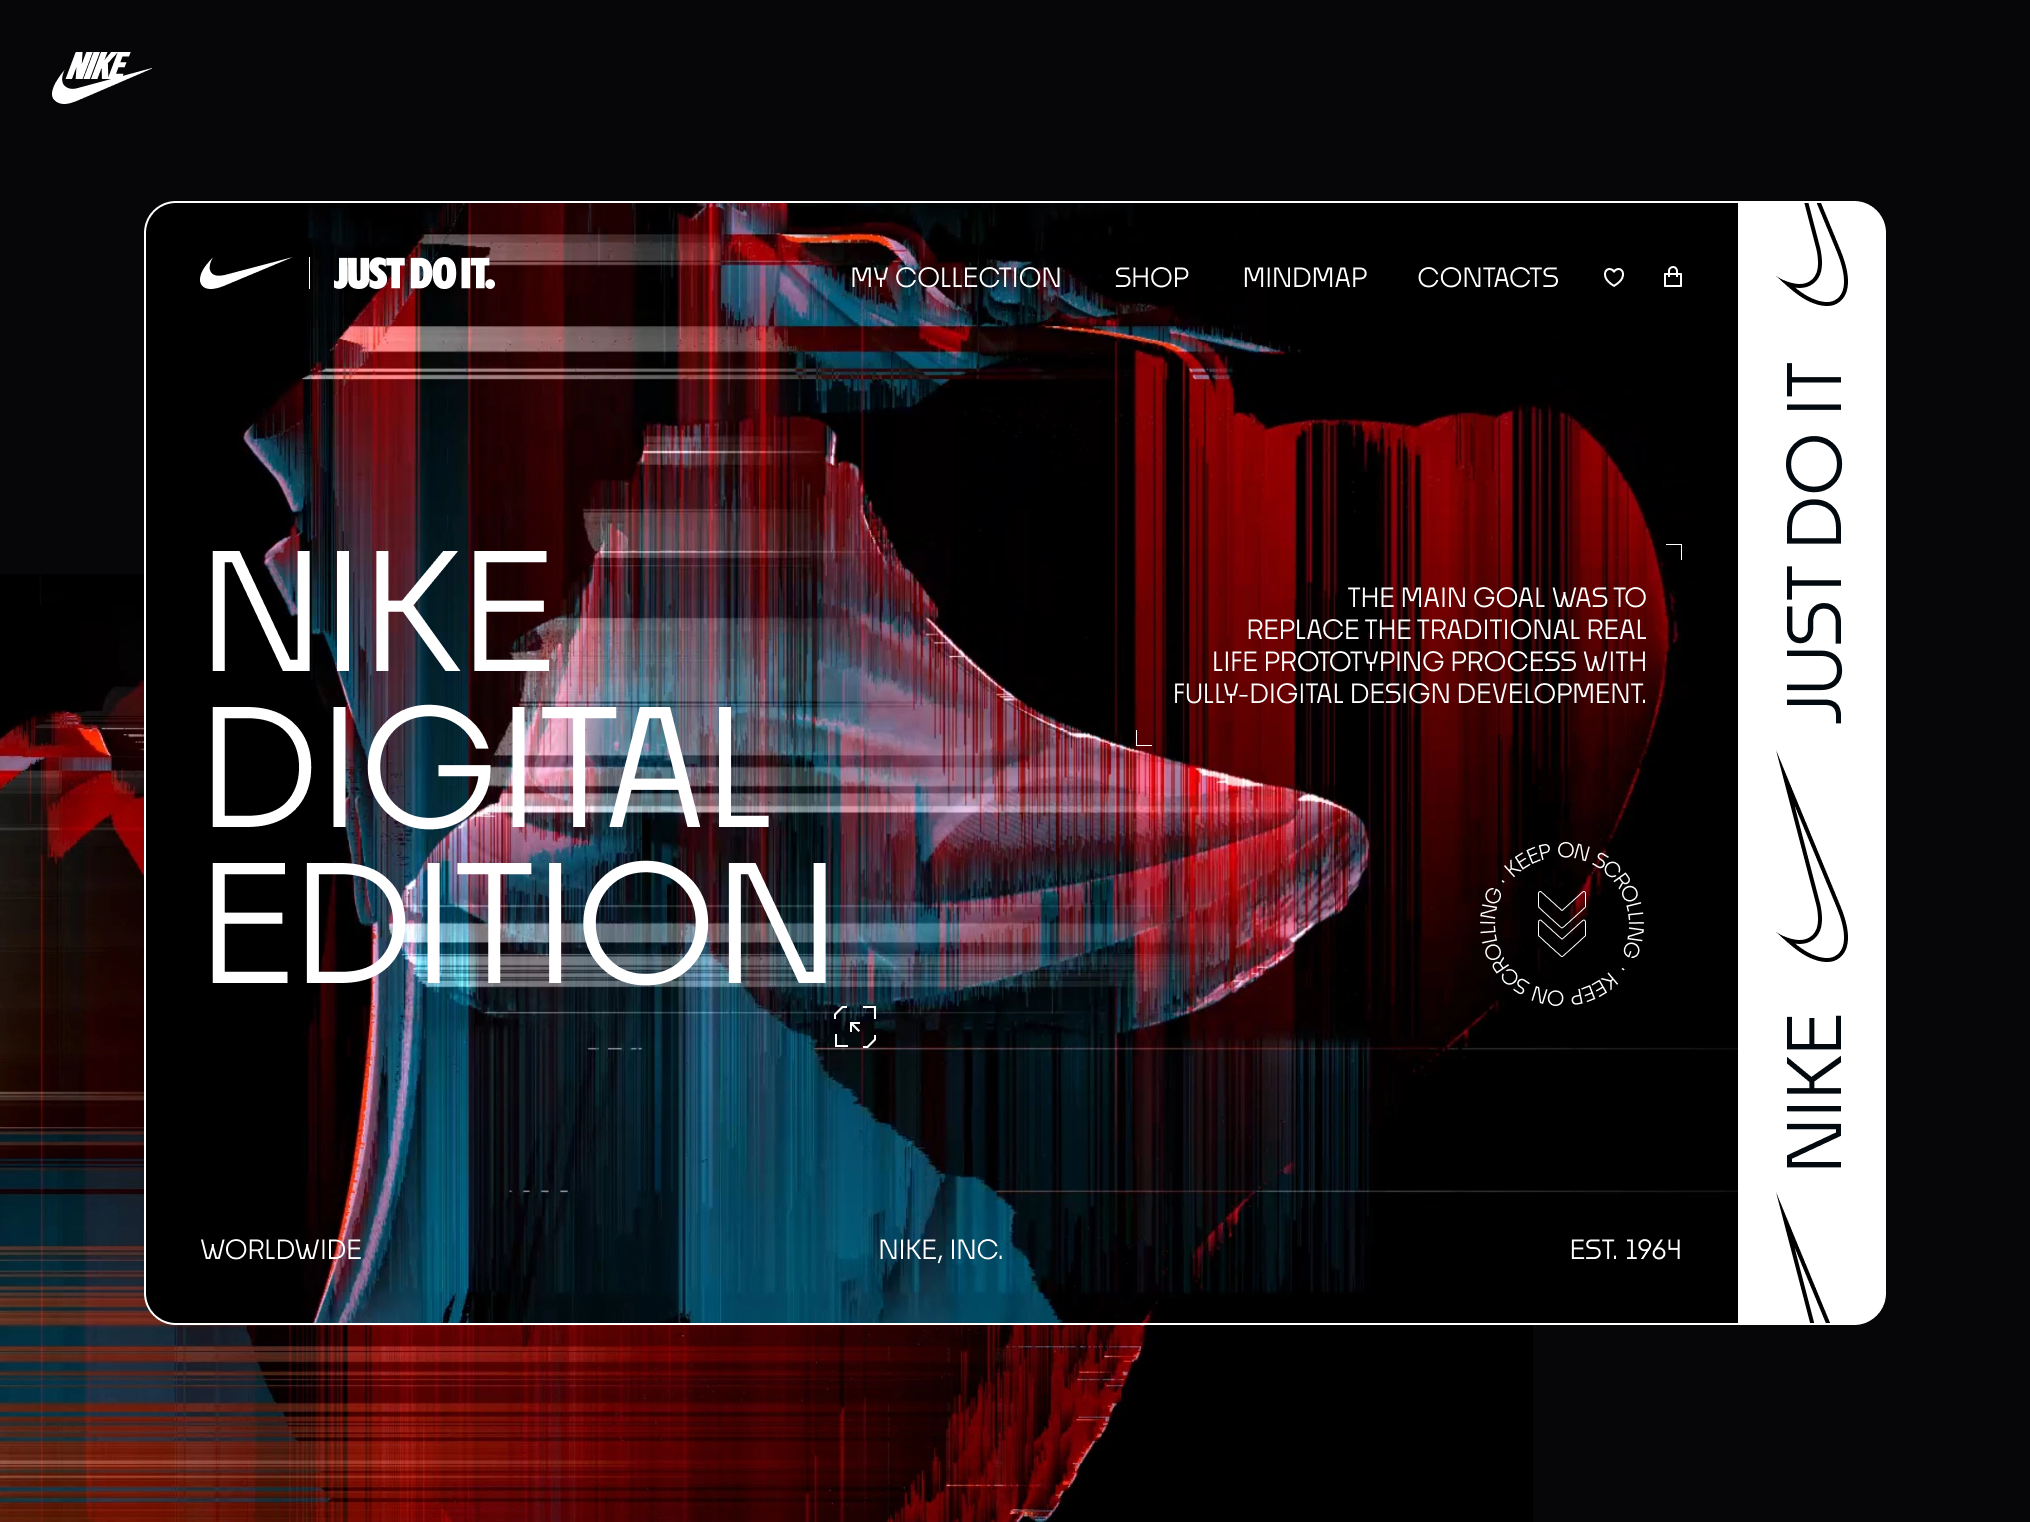 NIKE
JUST DO IT.
MY COLLECTION
SHOP
MINDMAP
CONTACTS
NIKE
DIGITAL
EDITION
THE MAIN GOAL WAS TO
REPLACE THE TRADITIONAL REAL
LIFE PROTOTYPING PROCESS WITH
FULLY-DIGITAL DESIGN DEVELOPMENT.
KEEP ON SCROLLING · KEEP ON SCROLLING ·
WORLDWIDE
NIKE, INC.
EST. 1964
NIKE
JUST DO IT